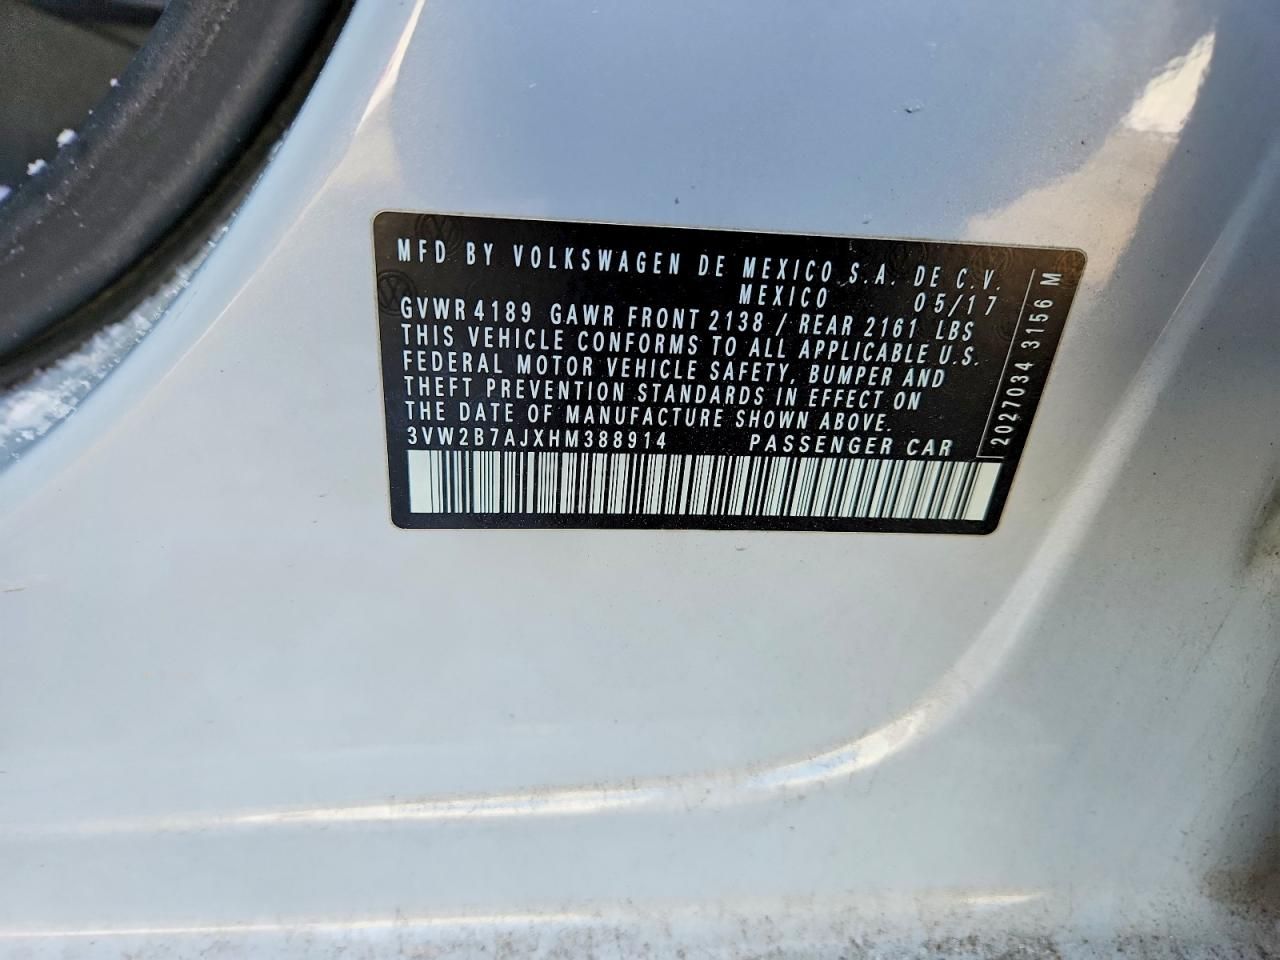 MFD BY VOLKSWAGEN DE MEXICO S.A. DE C.V.
MEXICO 05/17
GVWR 4189 GAWR FRONT 2138 / REAR 2161 LBS
THIS VEHICLE CONFORMS TO ALL APPLICABLE U.S.
FEDERAL MOTOR VEHICLE SAFETY, BUMPER AND
THEFT PREVENTION STANDARDS IN EFFECT ON
THE DATE OF MANUFACTURE SHOWN ABOVE.
3VW2B7AJXHM388914 PASSENGER CAR
2027034 3156 M